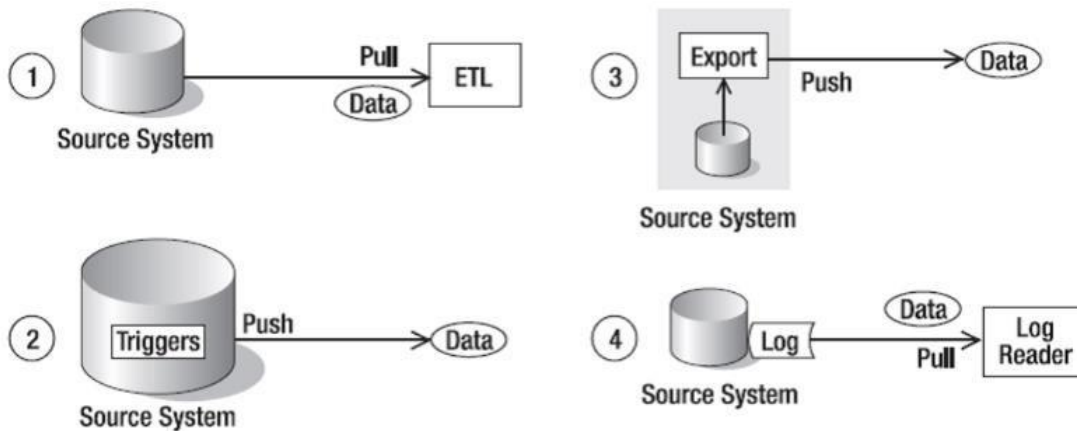 1
Pull
ETL
Data
Source System
2
Triggers
Push
Data
Source System
3
Export
Push
Data
Source System
4
Log
Data
Pull
Log
Reader
Source System